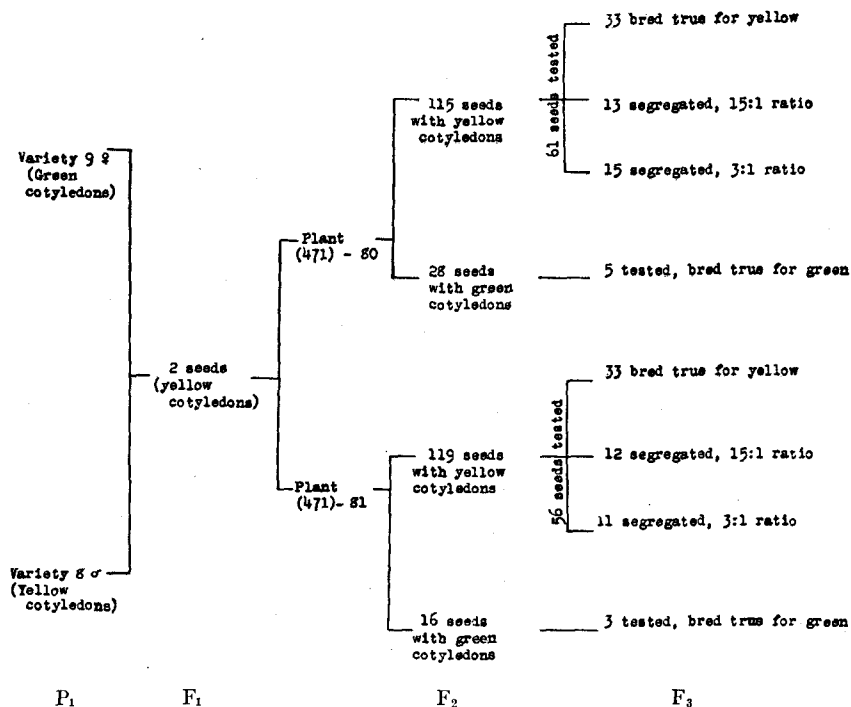 Variety 9 ♀
(Green
cotyledons)
Variety 8 ♂
(Yellow
cotyledons)
2 seeds
(yellow
cotyledons)
Plant
(471) - 80
Plant
(471)- 81
115 seeds
with yellow
cotyledons
28 seeds
with green
cotyledons
119 seeds
with yellow
cotyledons
16 seeds
with green
cotyledons
61 seeds tested
33 bred true for yellow
13 segregated, 15:1 ratio
15 segregated, 3:1 ratio
5 tested, bred true for green
56 seeds tested
33 bred true for yellow
12 segregated, 15:1 ratio
11 segregated, 3:1 ratio
3 tested, bred true for green
P₁ F₁ F₂ F₃